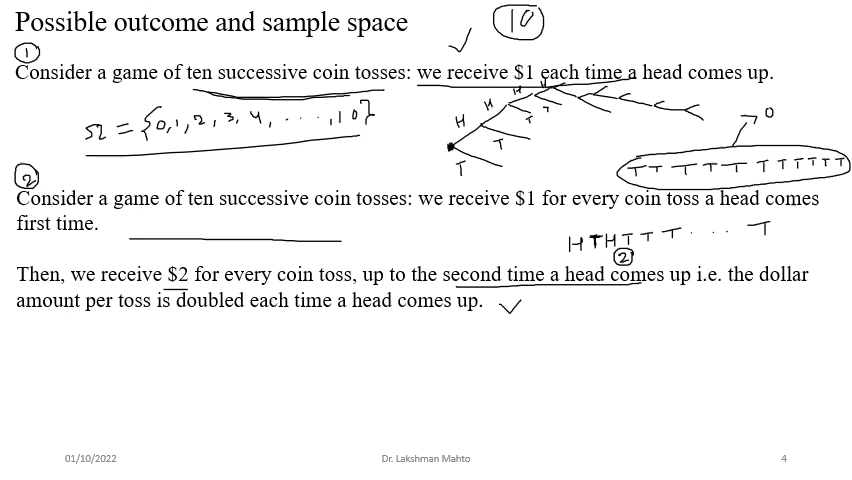 Possible outcome and sample space
10
1
Consider a game of ten successive coin tosses: we receive $1 each time a head comes up.
Ω = {0, 1, 2, 3, 4, ....., 10}
H H H H
T T T T
0
T T T T T T T T T T
2
Consider a game of ten successive coin tosses: we receive $1 for every coin toss a head comes
first time.
H T H T T T . . . T
2
Then, we receive $2 for every coin toss, up to the second time a head comes up i.e. the dollar
amount per toss is doubled each time a head comes up.
01/10/2022
Dr. Lakshman Mahto
4